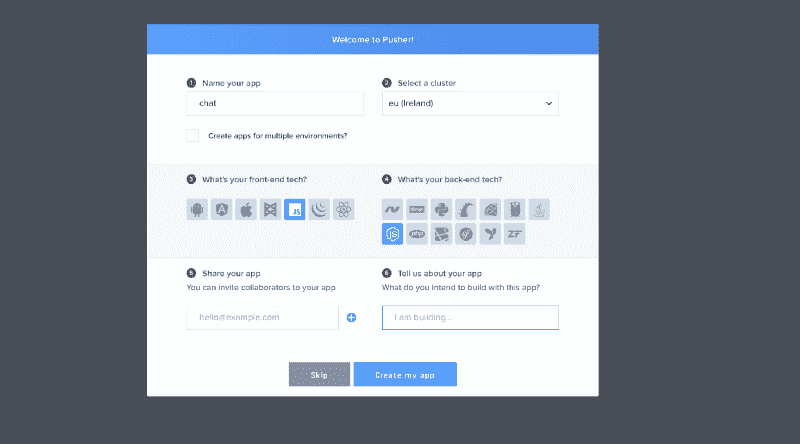 Welcome to Pusher!
1 Name your app
chat
2 Select a cluster
eu (Ireland)
Create apps for multiple environments?
3 What's your front-end tech?
JS
4 What's your back-end tech?
php
ZF
5 Share your app
You can invite collaborators to your app
hello@example.com
6 Tell us about your app
What do you intend to build with this app?
I am building...
Skip
Create my app